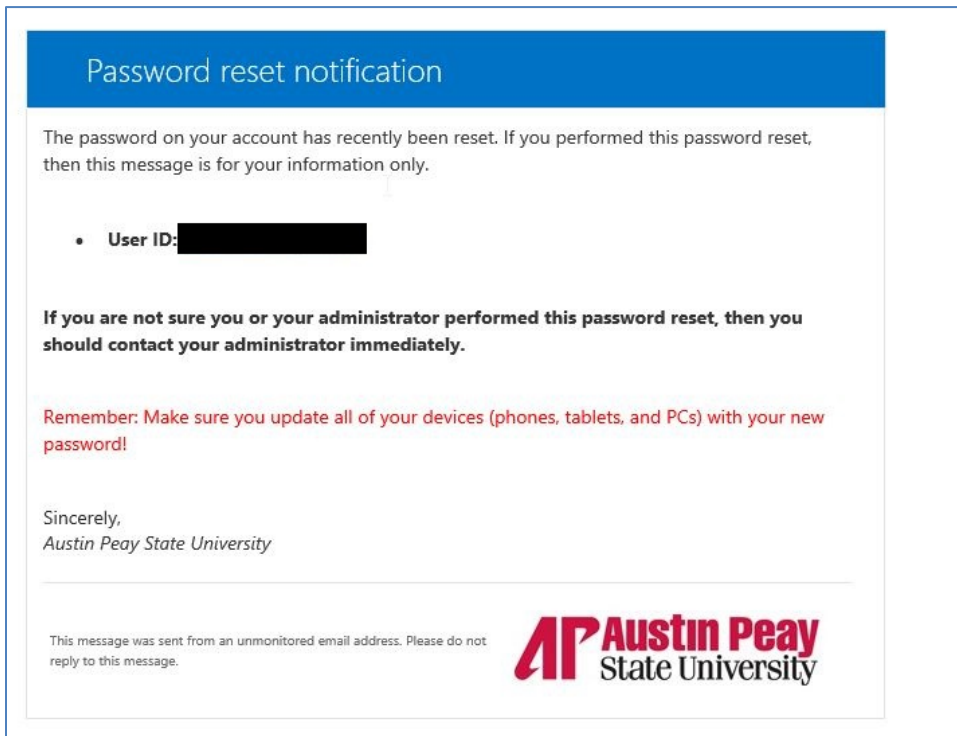 Password reset notification
The password on your account has recently been reset. If you performed this password reset,
then this message is for your information only.
• User ID:
If you are not sure you or your administrator performed this password reset, then you
should contact your administrator immediately.
Remember: Make sure you update all of your devices (phones, tablets, and PCs) with your new
password!
Sincerely,
Austin Peay State University
This message was sent from an unmonitored email address. Please do not
reply to this message.
AP Austin Peay
State University